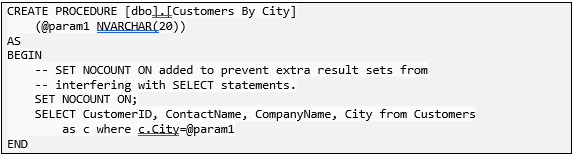 CREATE PROCEDURE [dbo].[Customers By City]
(@param1 NVARCHAR(20))
AS
BEGIN
-- SET NOCOUNT ON added to prevent extra result sets from
-- interfering with SELECT statements.
SET NOCOUNT ON;
SELECT CustomerID, ContactName, CompanyName, City from Customers
as c where c.City=@param1
END